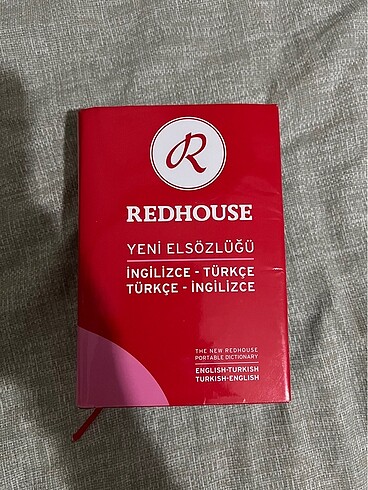 R
REDHOUSE
YENİ ELSÖZLÜĞÜ
İNGİLİZCE - TÜRKÇE
TÜRKÇE - İNGİLİZCE
THE NEW REDHOUSE
PORTABLE DICTIONARY
ENGLISH-TURKISH
TURKISH-ENGLISH